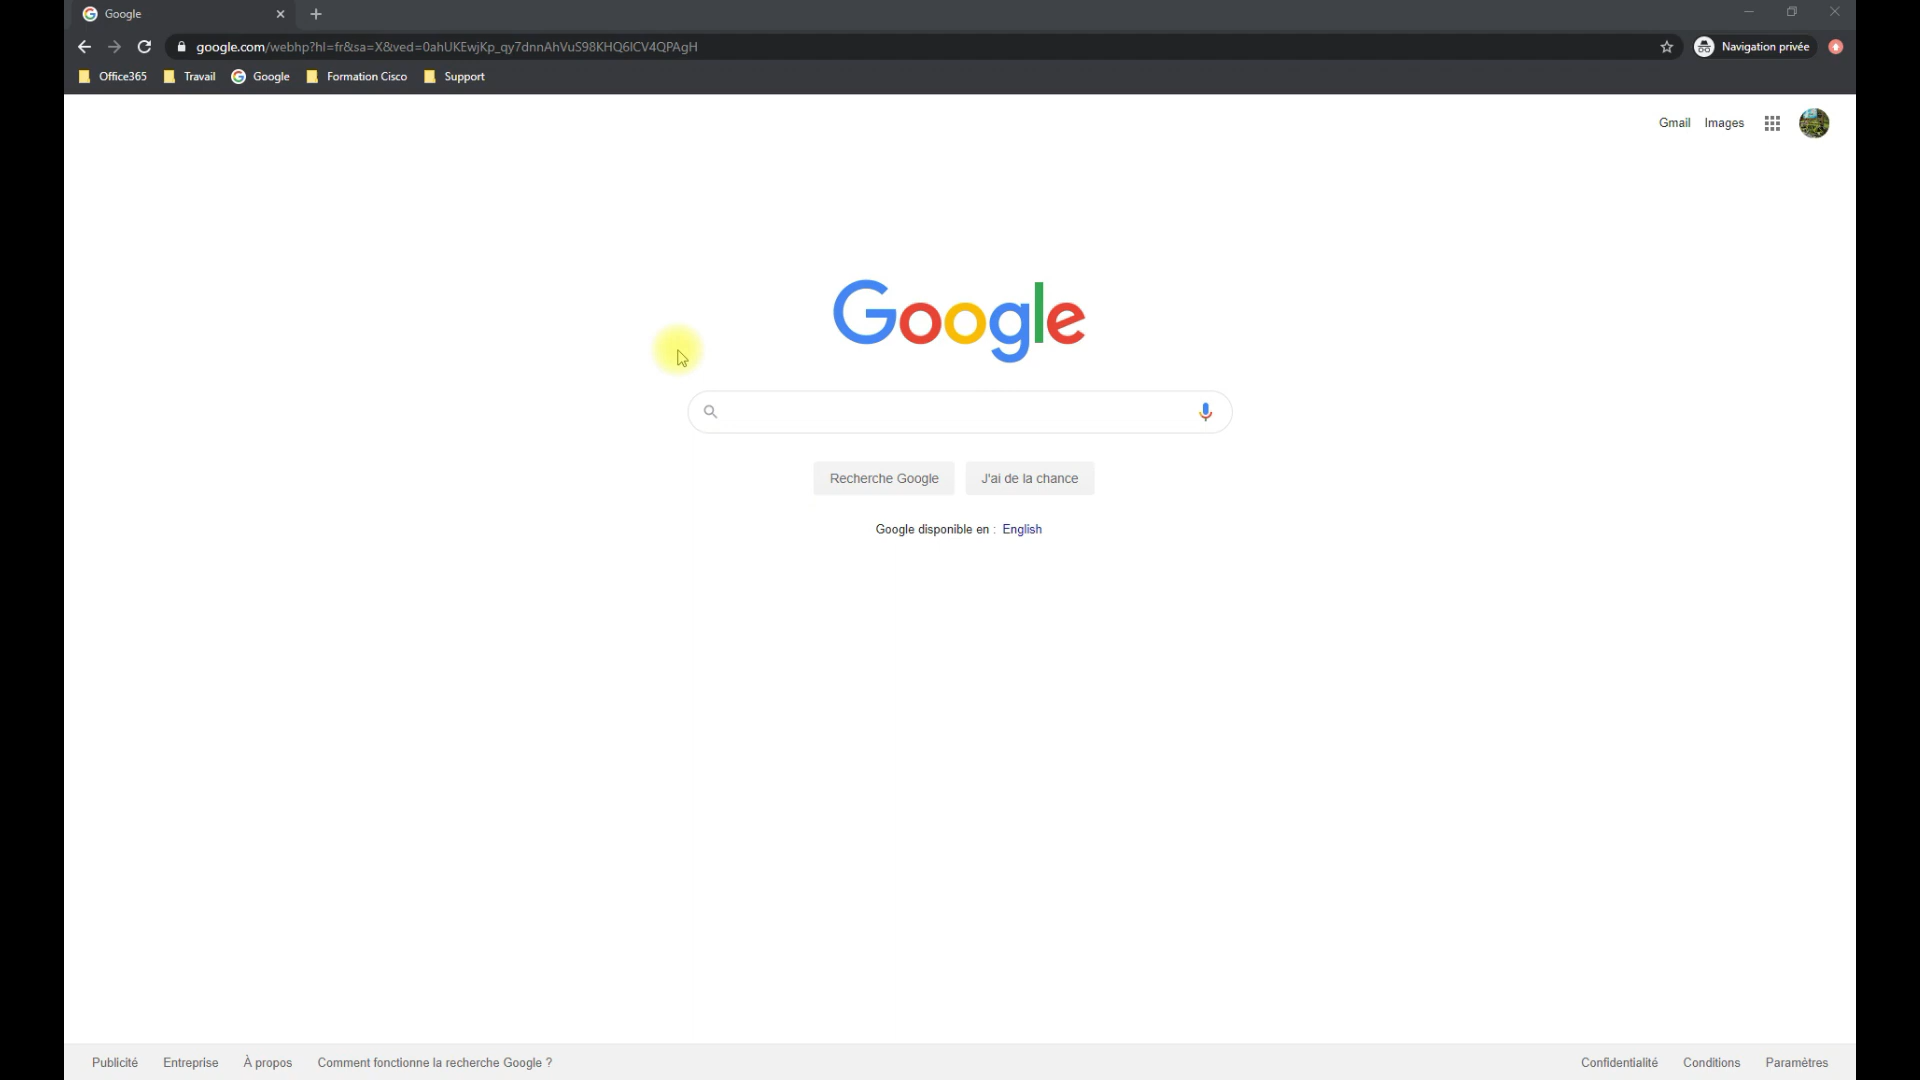 Google
google.com/webhp?hl=fr&sa=X&ved=0ahUKEwjKp_qy7dnnAhVuS98KHQ6ICV4QPAgH
Navigation privée
Office365 Travail Google Formation Cisco Support
Gmail Images
Google
Recherche Google J'ai de la chance
Google disponible en : English
Publicité Entreprise À propos Comment fonctionne la recherche Google ? Confidentialité Conditions Paramètres